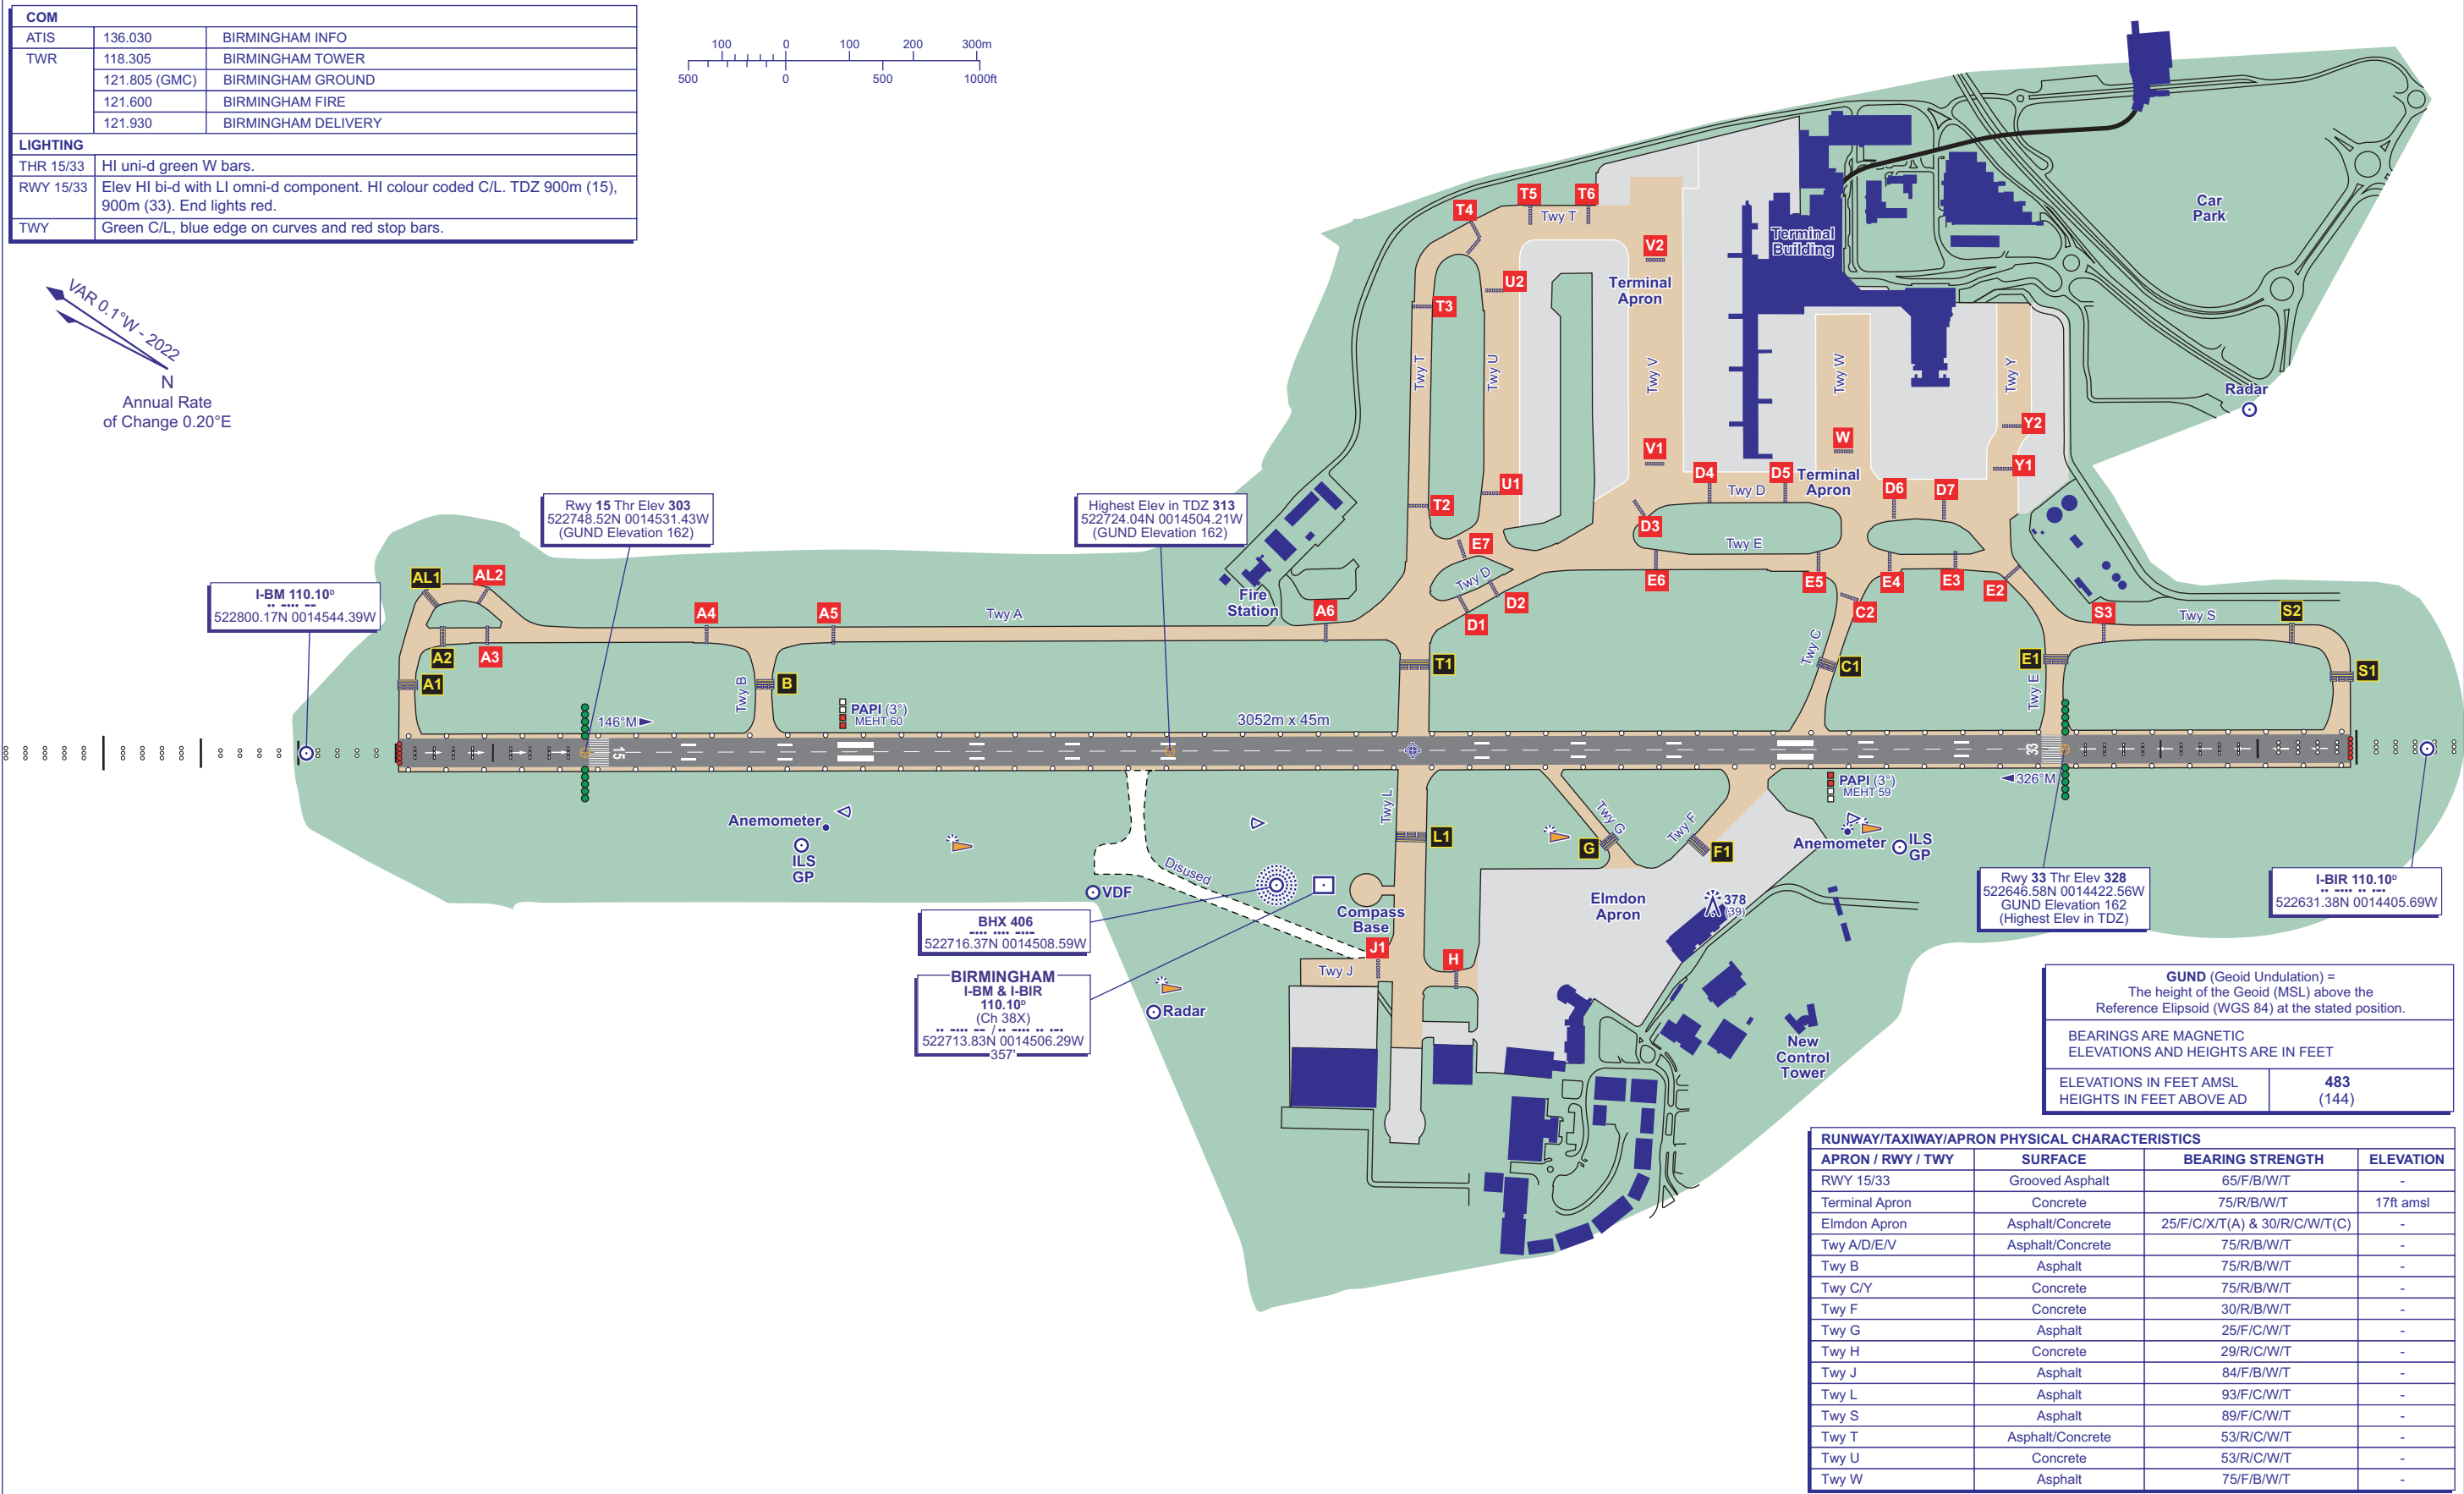 COM
ATIS 136.030 BIRMINGHAM INFO
TWR 118.305 BIRMINGHAM TOWER
121.805 (GMC) BIRMINGHAM GROUND
121.600 BIRMINGHAM FIRE
121.930 BIRMINGHAM DELIVERY
LIGHTING
THR 15/33 HI uni-d green W bars.
RWY 15/33 Elev HI bi-d with LI omni-d component. HI colour coded C/L. TDZ 900m (15),
900m (33). End lights red.
TWY Green C/L, blue edge on curves and red stop bars.
100 0 100 200 300m
500 0 500 1000ft
VAR 0.1°W - 2022
N
Annual Rate
of Change 0.20°E
Car
Park
Terminal
Building
T5
T6
T4
Twy T
V2
U2
T3
Terminal
Apron
Twy T
Twy U
Twy V
Twy W
Twy Y
Radar
Y2
W
V1
Y1
D4
D5
Terminal
Apron
U1
T2
Twy D
D6
D7
D3
E7
Twy E
Twy D
E6
E5
E4
E3
E2
D2
D1
C2
S3
Twy S
S2
Rwy 15 Thr Elev 303
522748.52N 0014531.43W
(GUND Elevation 162)
Highest Elev in TDZ 313
522724.04N 0014504.21W
(GUND Elevation 162)
I-BM 110.10D
522800.17N 0014544.39W
AL1
AL2
A4
A5
Twy A
Fire
Station
A6
A2
A3
A1
Twy B
B
T1
Twy C
C1
E1
Twy E
S1
146°M
PAPI (3°)
MEHT 60
3052m x 45m
15
33
326°M
PAPI (3°)
MEHT 59
Anemometer
ILS
GP
Twy L
L1
Twy G
G
Twy F
F1
Anemometer
ILS
GP
Disused
VDF
Compass
Base
Elmdon
Apron
378
(39)
Rwy 33 Thr Elev 328
522646.58N 0014422.56W
GUND Elevation 162
(Highest Elev in TDZ)
I-BIR 110.10D
522631.38N 0014405.69W
BHX 406
522716.37N 0014508.59W
BIRMINGHAM
I-BM & I-BIR
110.10D
(Ch 38X)
522713.83N 0014506.29W
357'
J1
H
Twy J
Radar
New
Control
Tower
GUND (Geoid Undulation) =
The height of the Geoid (MSL) above the
Reference Elipsoid (WGS 84) at the stated position.
BEARINGS ARE MAGNETIC
ELEVATIONS AND HEIGHTS ARE IN FEET
ELEVATIONS IN FEET AMSL 483
HEIGHTS IN FEET ABOVE AD (144)
RUNWAY/TAXIWAY/APRON PHYSICAL CHARACTERISTICS
APRON / RWY / TWY SURFACE BEARING STRENGTH ELEVATION
RWY 15/33 Grooved Asphalt 65/F/B/W/T -
Terminal Apron Concrete 75/R/B/W/T 17ft amsl
Elmdon Apron Asphalt/Concrete 25/F/C/X/T(A) & 30/R/C/W/T(C) -
Twy A/D/E/V Asphalt/Concrete 75/R/B/W/T -
Twy B Asphalt 75/R/B/W/T -
Twy C/Y Concrete 75/R/B/W/T -
Twy F Concrete 30/R/B/W/T -
Twy G Asphalt 25/F/C/W/T -
Twy H Concrete 29/R/C/W/T -
Twy J Asphalt 84/F/B/W/T -
Twy L Asphalt 93/F/C/W/T -
Twy S Asphalt 89/F/C/W/T -
Twy T Asphalt/Concrete 53/R/C/W/T -
Twy U Concrete 53/R/C/W/T -
Twy W Asphalt 75/F/B/W/T -